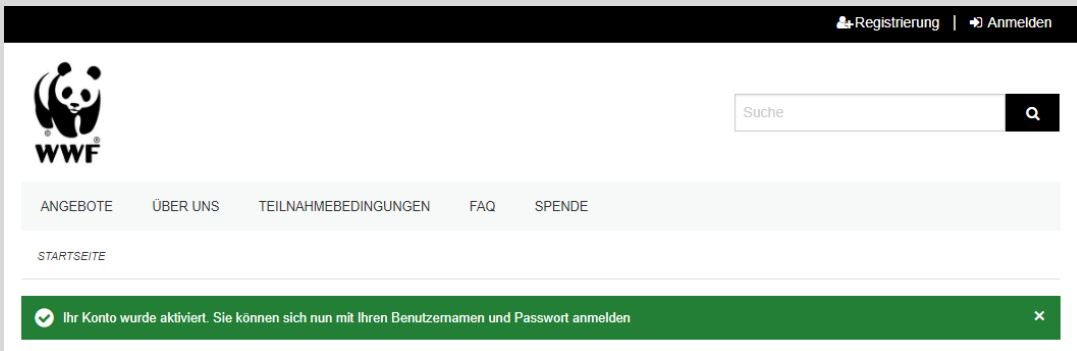 Registrierung | Anmelden
WWF
Suche
ANGEBOTE ÜBER UNS TEILNAHMEBEDINGUNGEN FAQ SPENDE
STARTSEITE
Ihr Konto wurde aktiviert. Sie können sich nun mit Ihren Benutzernamen und Passwort anmelden